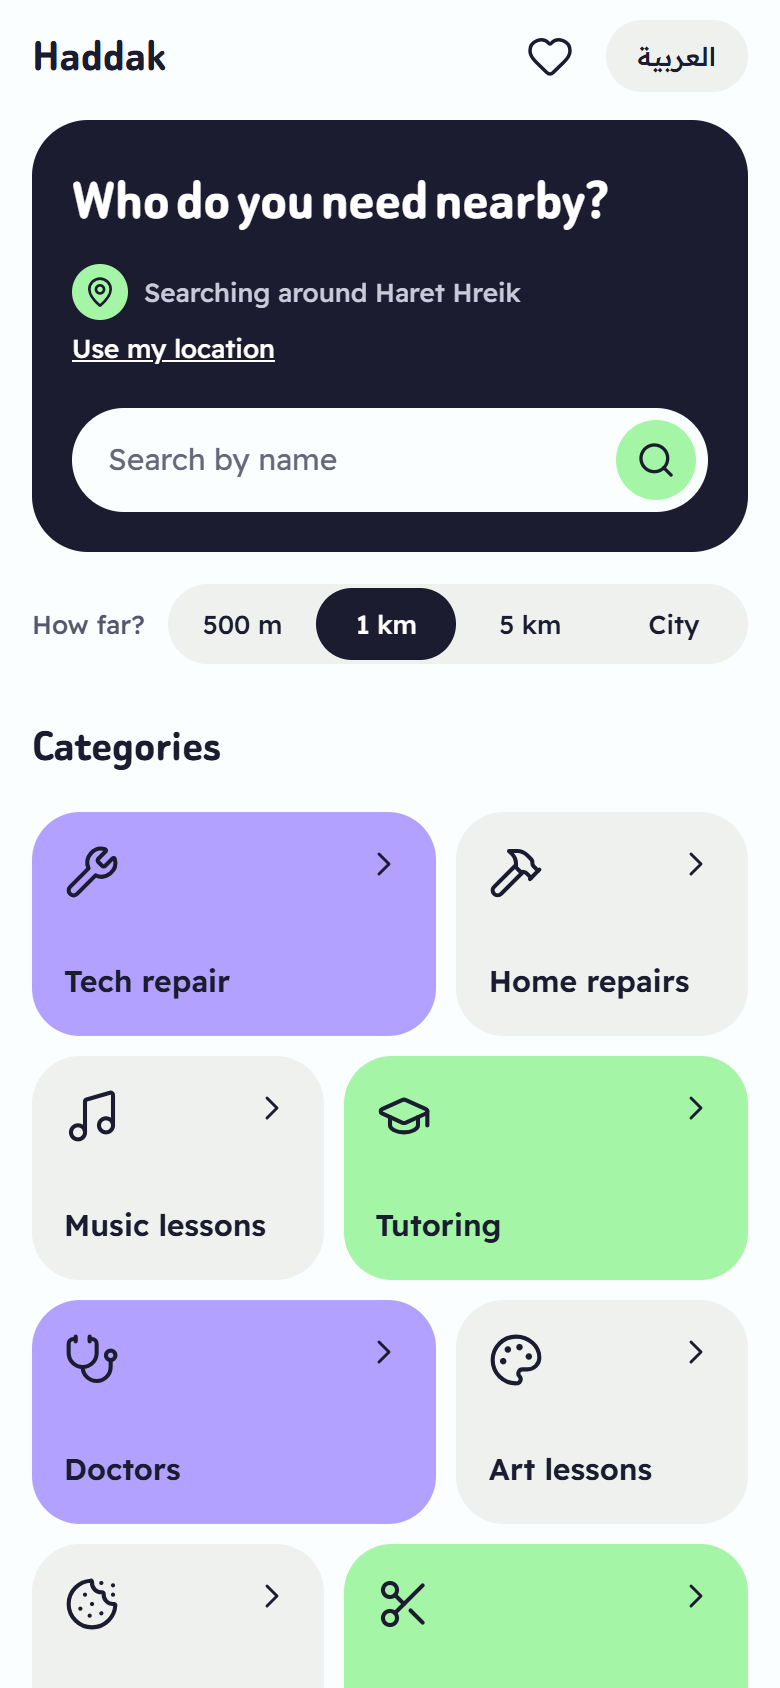 Haddak
العربية
Who do you need nearby?
Searching around Haret Hreik
Use my location
Search by name
How far?
500 m
1 km
5 km
City
Categories
Tech repair
Home repairs
Music lessons
Tutoring
Doctors
Art lessons